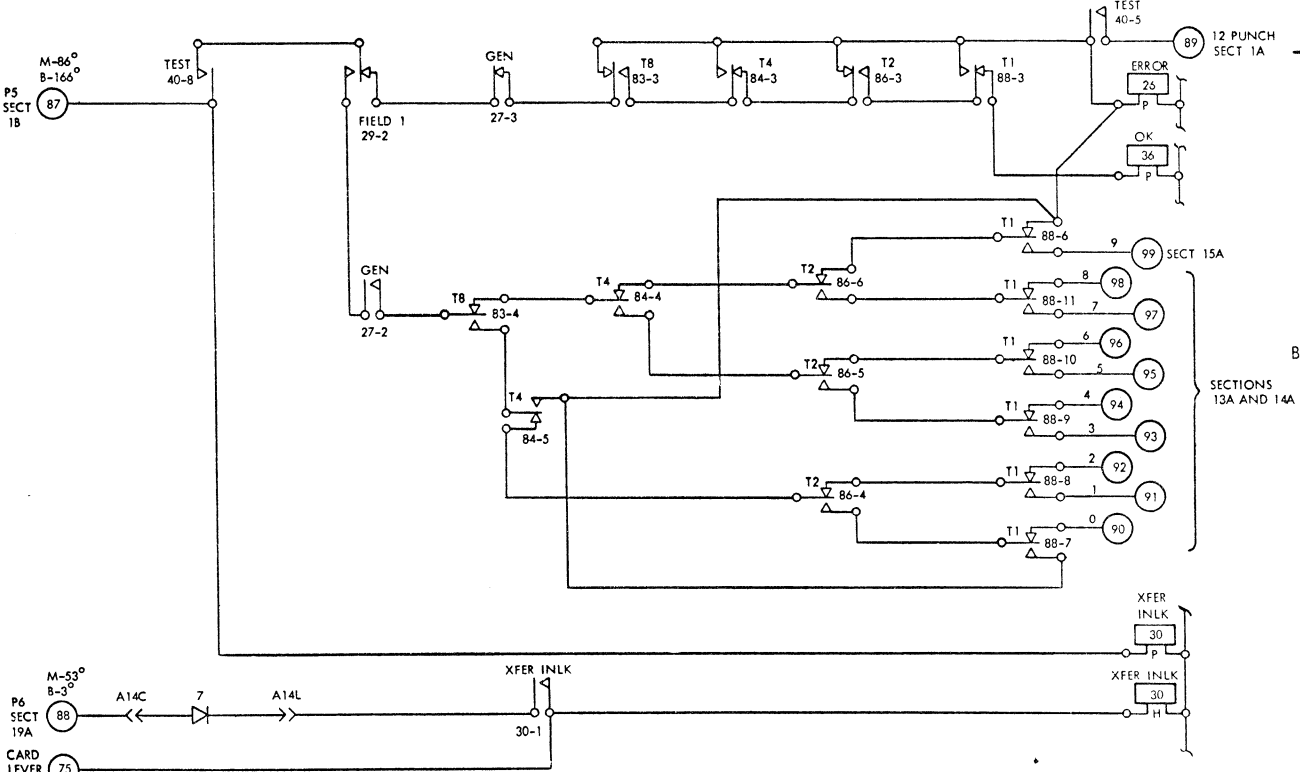 TEST
40-5
89
12 PUNCH
SECT 1A
M-86°
B-166°
P5
SECT
1B
87
TEST
40-8
FIELD 1
29-2
GEN
27-3
T8
83-3
T4
84-3
T2
86-3
T1
88-3
ERROR
26
P
OK
36
P
T1
88-6
9
99
SECT 15A
GEN
27-2
T8
83-4
T4
84-4
T2
86-6
T1
88-11
8
98
7
97
T2
86-5
T1
88-10
6
96
5
95
T1
88-9
4
94
3
93
B
SECTIONS
13A AND 14A
T4
84-5
T2
86-4
T1
88-8
2
92
1
91
T1
88-7
0
90
XFER
INLK
30
P
M-53°
B-3°
P6
SECT
19A
88
A14C
7
A14L
XFER INLK
30-1
XFER INLK
30
H
CARD
LEVER
75